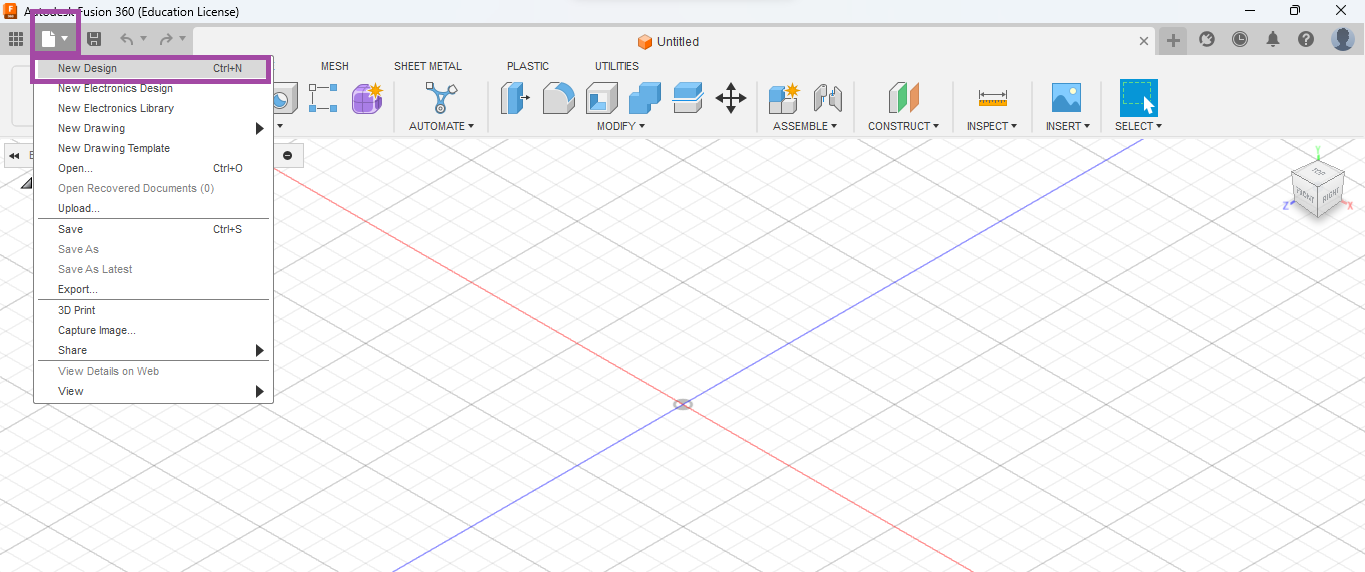 Autodesk Fusion 360 (Education License)
Untitled
MESH SHEET METAL PLASTIC UTILITIES
New Design Ctrl+N
New Electronics Design
New Electronics Library
New Drawing
New Drawing Template
Open... Ctrl+O
Open Recovered Documents (0)
Upload...
Save Ctrl+S
Save As
Save As Latest
Export...
3D Print
Capture Image...
Share
View Details on Web
View
AUTOMATE MODIFY ASSEMBLE CONSTRUCT INSPECT INSERT SELECT
Y
TOP
FRONT RIGHT
Z X